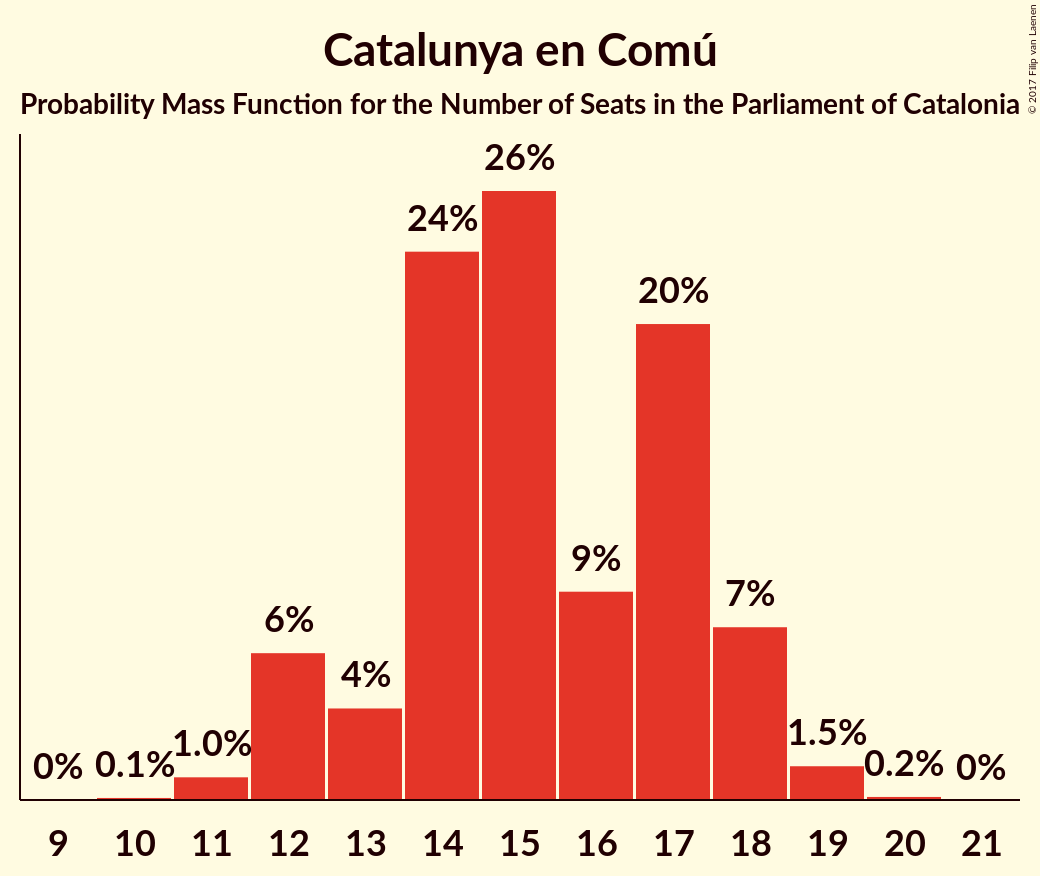 Catalunya en Comú
Probability Mass Function for the Number of Seats in the Parliament of Catalonia
© 2017 Filip van Laenen
0% 0.1% 1.0% 6% 4% 24% 26% 9% 20% 7% 1.5% 0.2% 0%
9 10 11 12 13 14 15 16 17 18 19 20 21